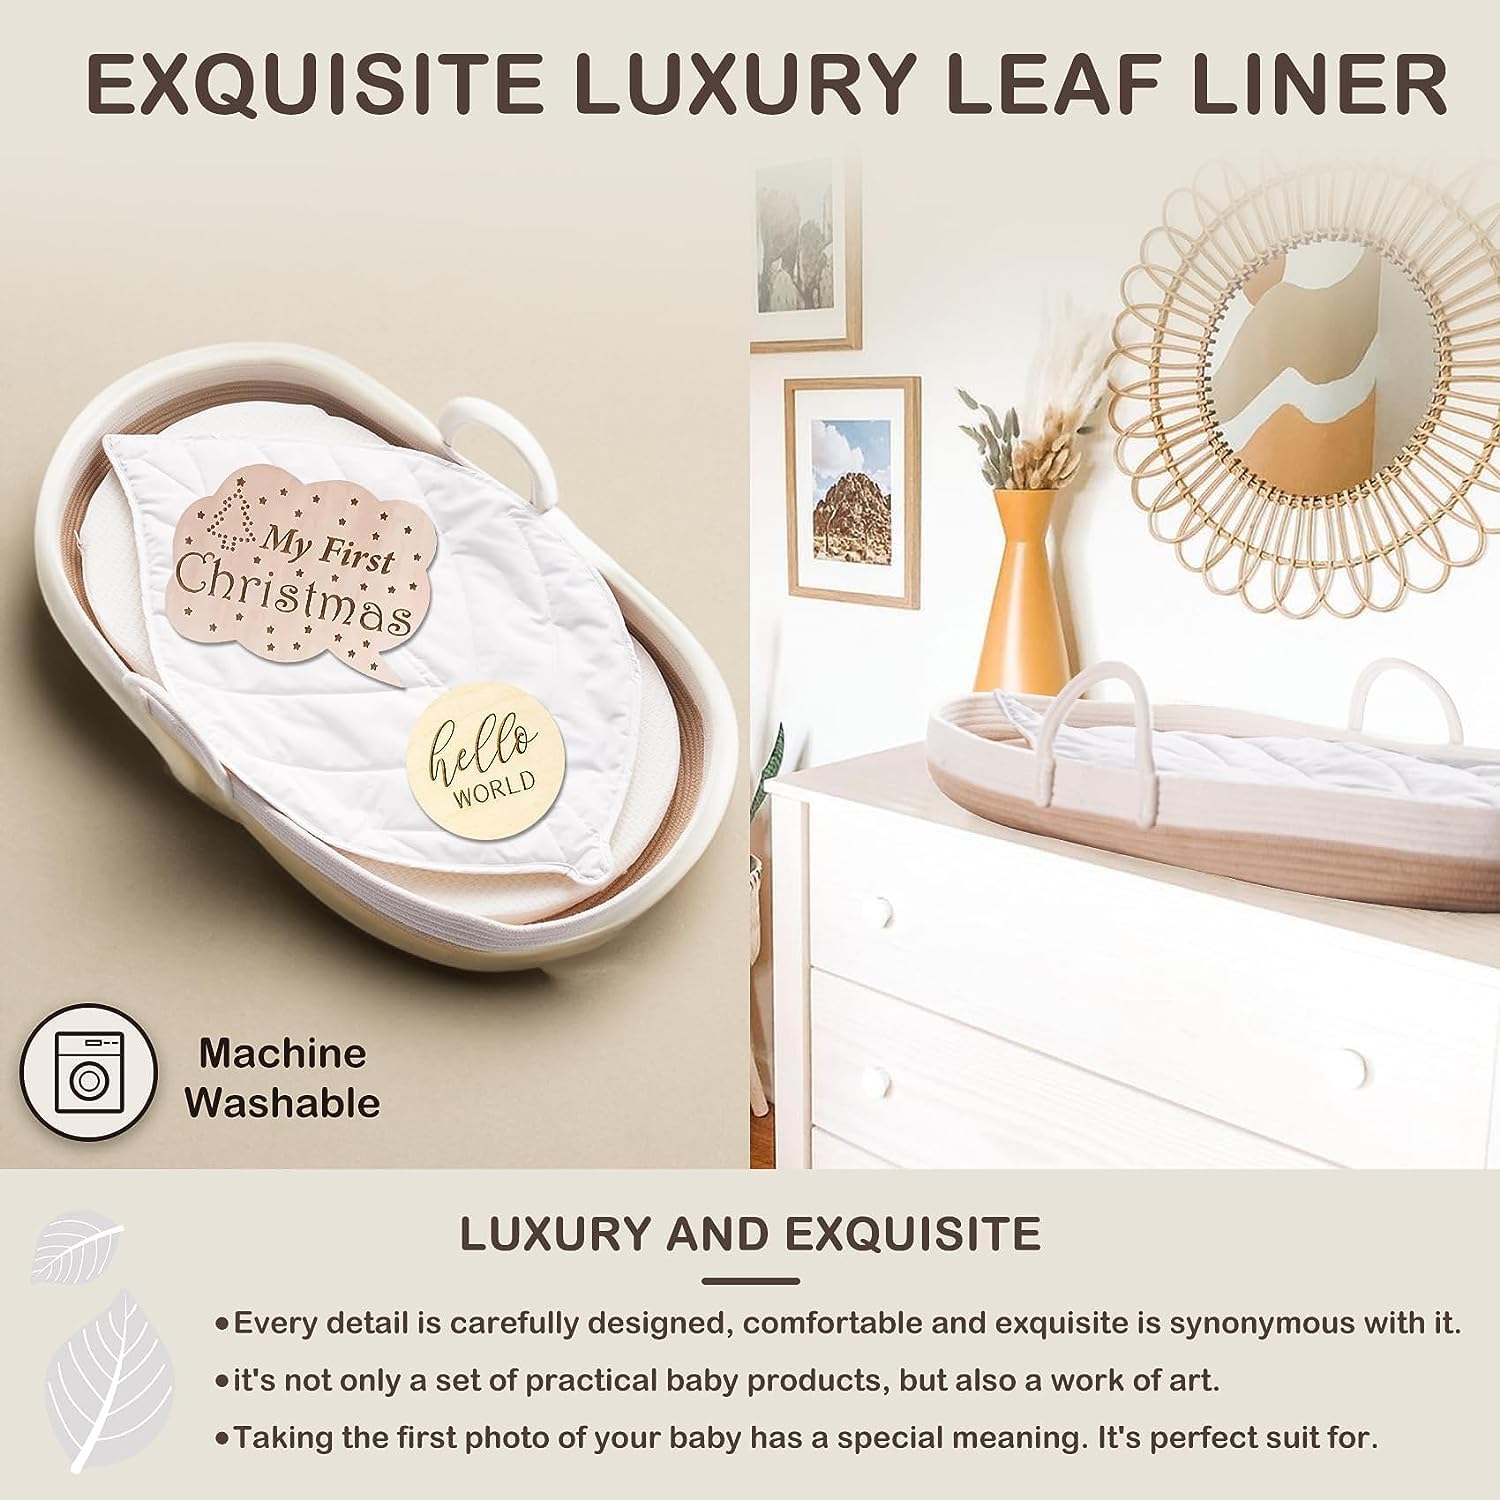 EXQUISITE LUXURY LEAF LINER
My First
Christmas
hello
WORLD
Machine
Washable
LUXURY AND EXQUISITE
•Every detail is carefully designed, comfortable and exquisite is synonymous with it.
•it's not only a set of practical baby products, but also a work of art.
•Taking the first photo of your baby has a special meaning. It's perfect suit for.